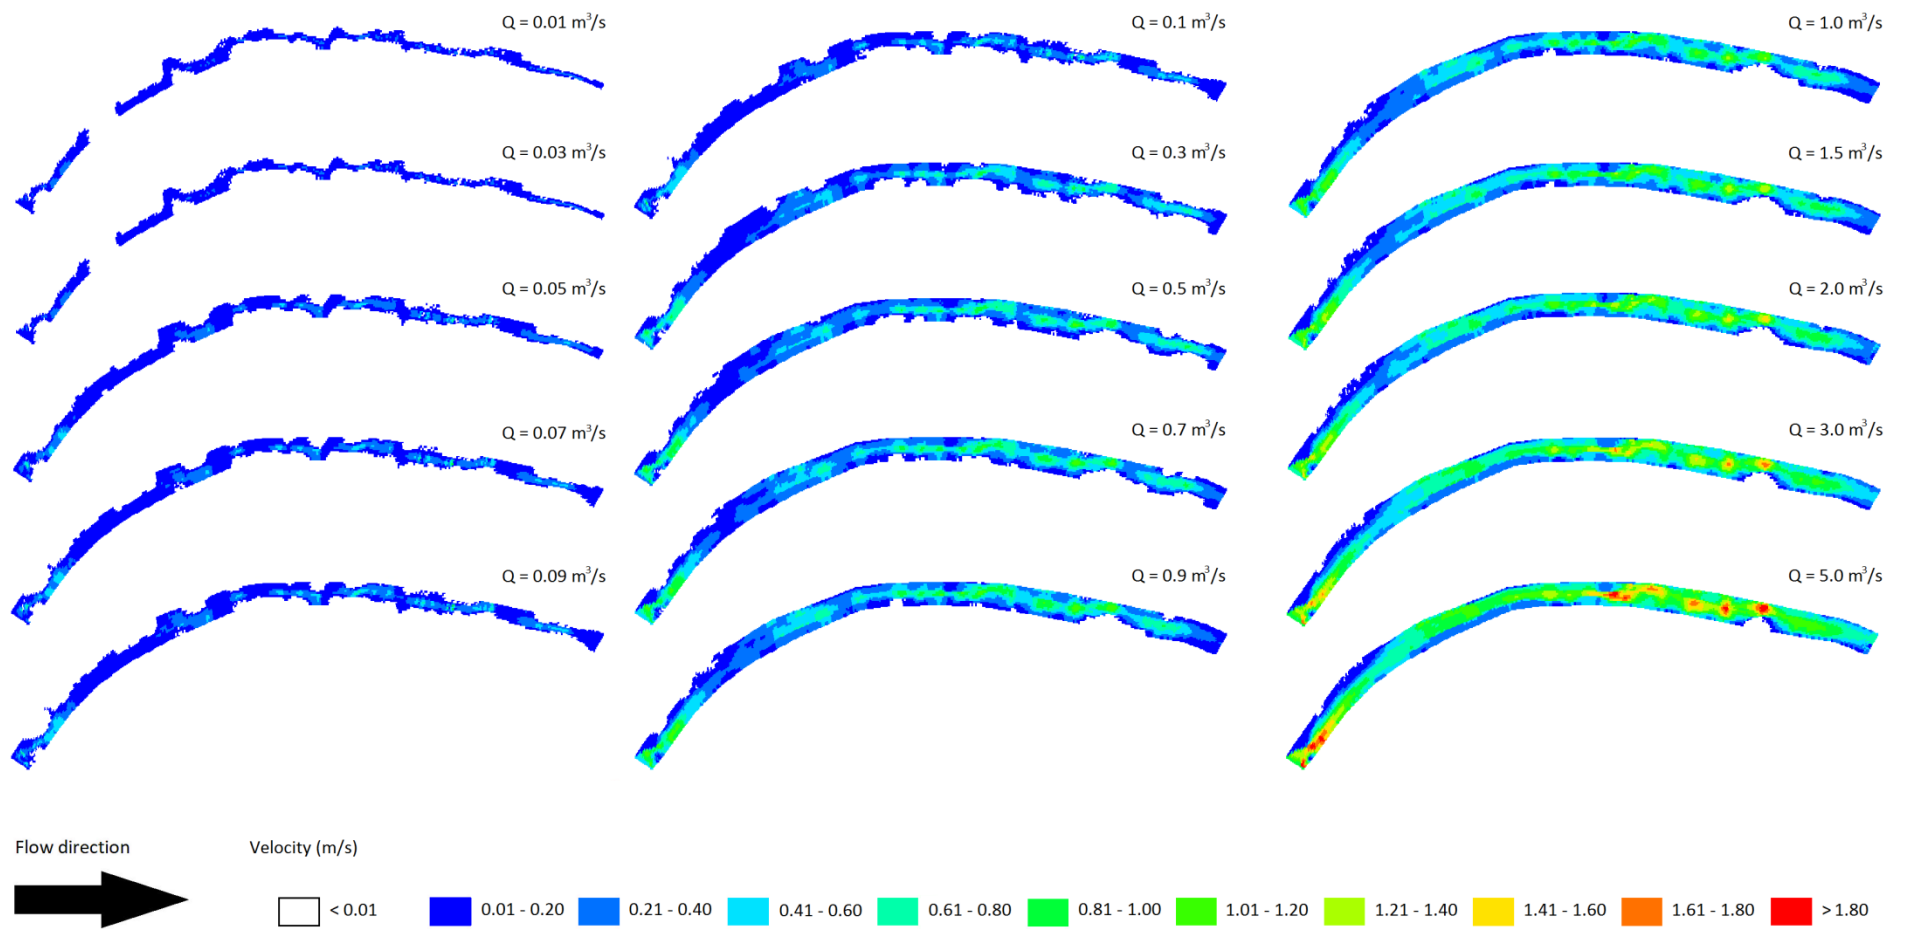 Q = 0.01 m³/s
Q = 0.1 m³/s
Q = 1.0 m³/s
Q = 0.03 m³/s
Q = 0.3 m³/s
Q = 1.5 m³/s
Q = 0.05 m³/s
Q = 0.5 m³/s
Q = 2.0 m³/s
Q = 0.07 m³/s
Q = 0.7 m³/s
Q = 3.0 m³/s
Q = 0.09 m³/s
Q = 0.9 m³/s
Q = 5.0 m³/s
Flow direction
Velocity (m/s)
< 0.01
0.01 - 0.20
0.21 - 0.40
0.41 - 0.60
0.61 - 0.80
0.81 - 1.00
1.01 - 1.20
1.21 - 1.40
1.41 - 1.60
1.61 - 1.80
> 1.80